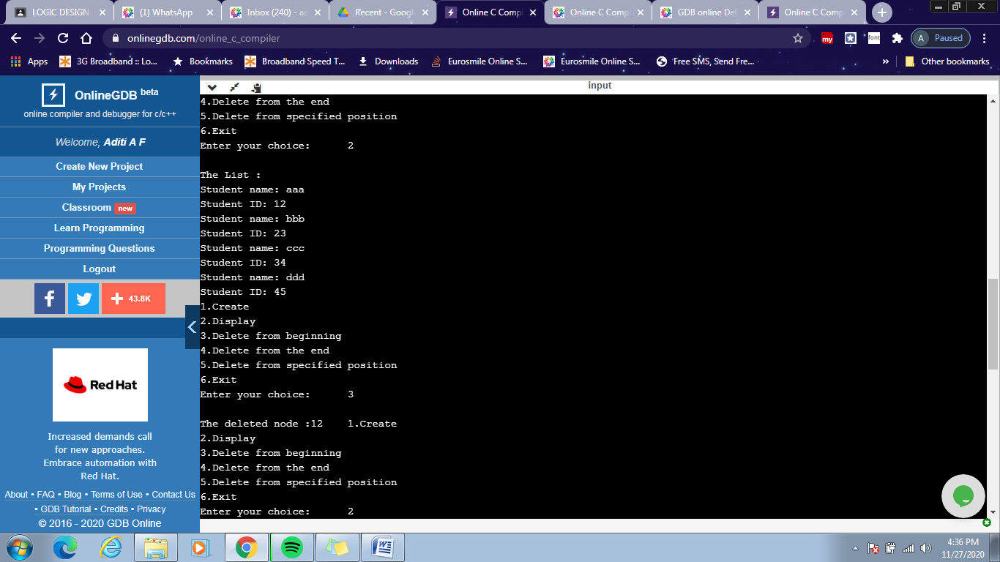 LOGIC DESIGN
(1) WhatsApp
Inbox (240) - ac
Recent - Google
Online C Comp
Online C Comp
GDB online De
Online C Comp
onlinegdb.com/online_c_compiler
my
font
A Paused
Apps
3G Broadband :: Lo...
Bookmarks
Broadband Speed T...
Downloads
Eurosmile Online S...
Eurosmile Online S...
Free SMS, Send Fre...
»
Other bookmarks
OnlineGDB beta
online compiler and debugger for c/c++
Welcome, Aditi A F
Create New Project
My Projects
Classroom new
Learn Programming
Programming Questions
Logout
43.8K
Red Hat
Increased demands call
for new approaches.
Embrace automation with
Red Hat.
About • FAQ • Blog • Terms of Use • Contact Us
• GDB Tutorial • Credits • Privacy
© 2016 - 2020 GDB Online
input
4.Delete from the end
5.Delete from specified position
6.Exit
Enter your choice: 2
The List :
Student name: aaa
Student ID: 12
Student name: bbb
Student ID: 23
Student name: ccc
Student ID: 34
Student name: ddd
Student ID: 45
1.Create
2.Display
3.Delete from beginning
4.Delete from the end
5.Delete from specified position
6.Exit
Enter your choice: 3
The deleted node :12 1.Create
2.Display
3.Delete from beginning
4.Delete from the end
5.Delete from specified position
6.Exit
Enter your choice: 2
4:36 PM
11/27/2020